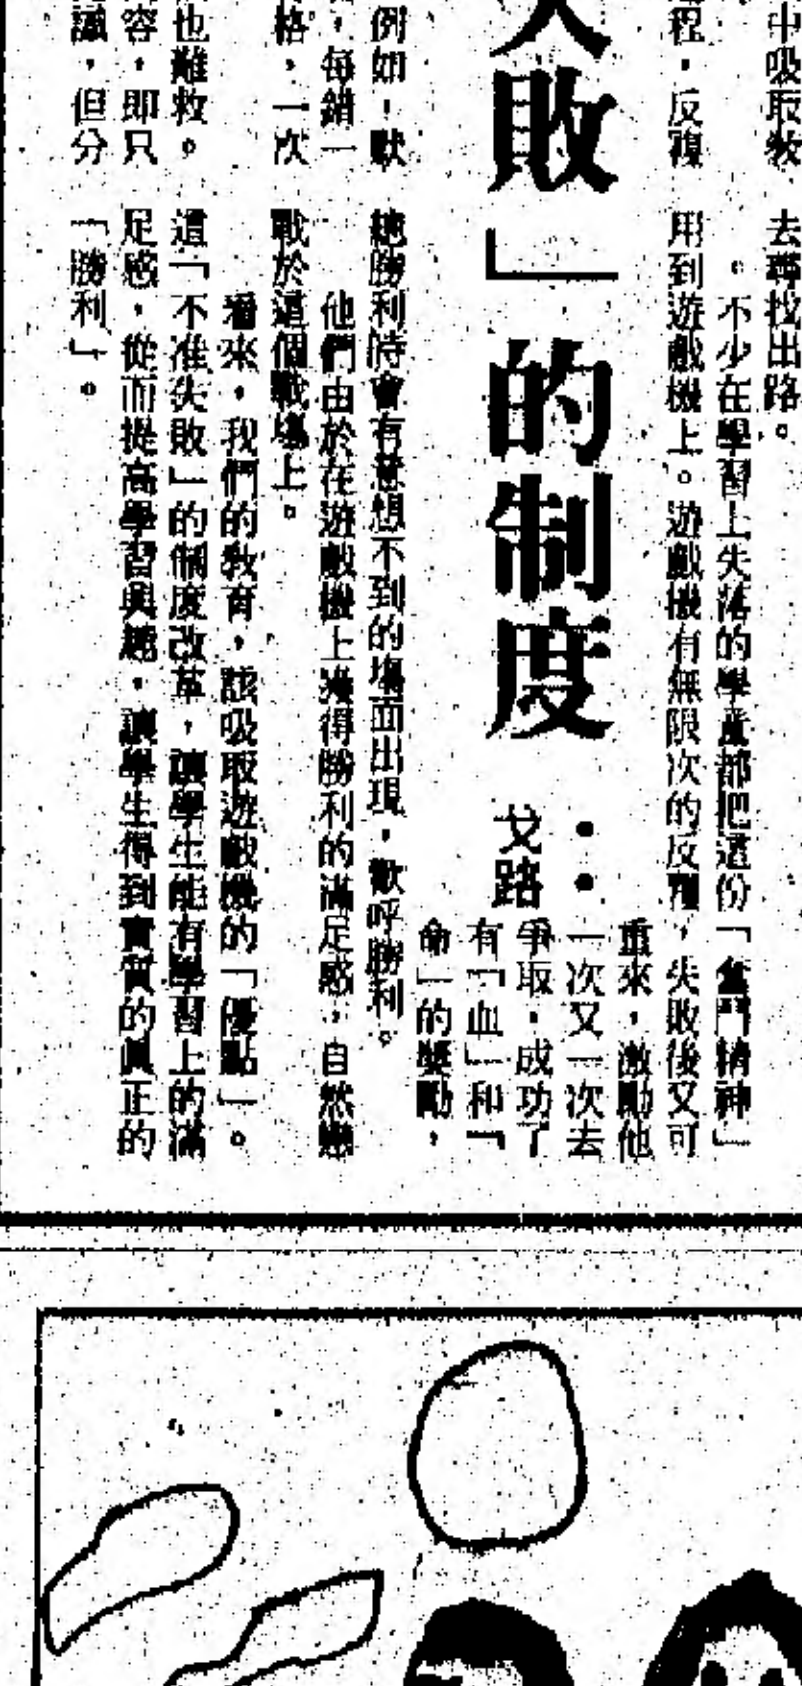 失敗」的制度
戈路
中吸取教
程,反複
例如,默
,每錯一
格,一次
也難救。
容,即只
識,但分
去尋找出路。
。不少在學習上失落的學童都把這份「奮鬥精神」
用到遊戲機上。遊戲機有無限次的反覆,失敗後又可
重來,激勵他
一次又一次去
爭取,成功了
有「血」和「
命」的獎勵,
總勝利時會有意想不到的場面出現,歡呼勝利。
他們由於在遊戲機上獲得勝利的滿足感,自然戀
戰於這個戰場上。
看來,我們的教育,該吸取遊戲機的「優點」。
這「不准失敗」的制度改革,讓學生能有學習上的滿
足感,從而提高學習興趣,讓學生得到實質的真正的
「勝利」。